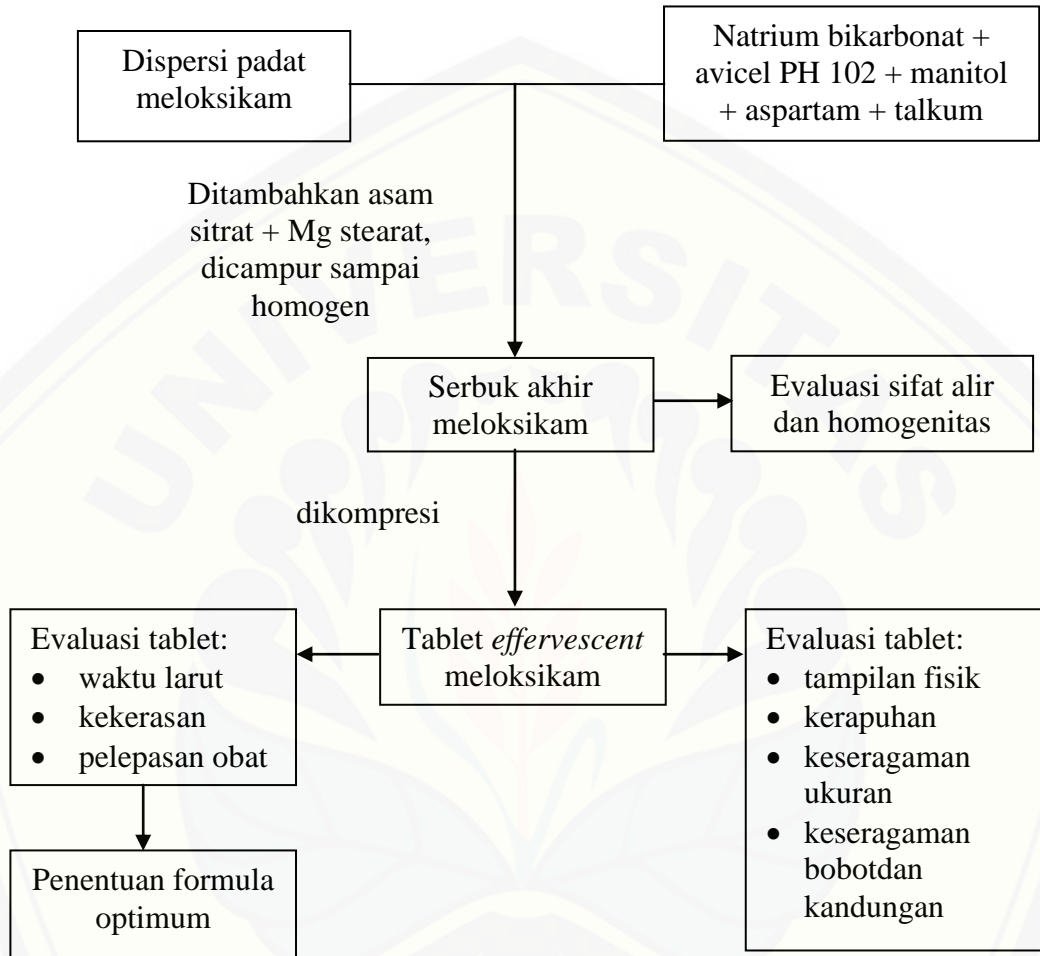 Dispersi padat
meloksikam
Natrium bikarbonat +
avicel PH 102 + manitol
+ aspartam + talkum
Ditambahkan asam
sitrat + Mg stearat,
dicampur sampai
homogen
UNIVERSITAS
Serbuk akhir
meloksikam
Evaluasi sifat alir
dan homogenitas
dikompresi
Evaluasi tablet:
• waktu larut
• kekerasan
• pelepasan obat
Tablet effervescent
meloksikam
Evaluasi tablet:
• tampilan fisik
• kerapuhan
• keseragaman
ukuran
• keseragaman
bobotdan
kandungan
Penentuan formula
optimum